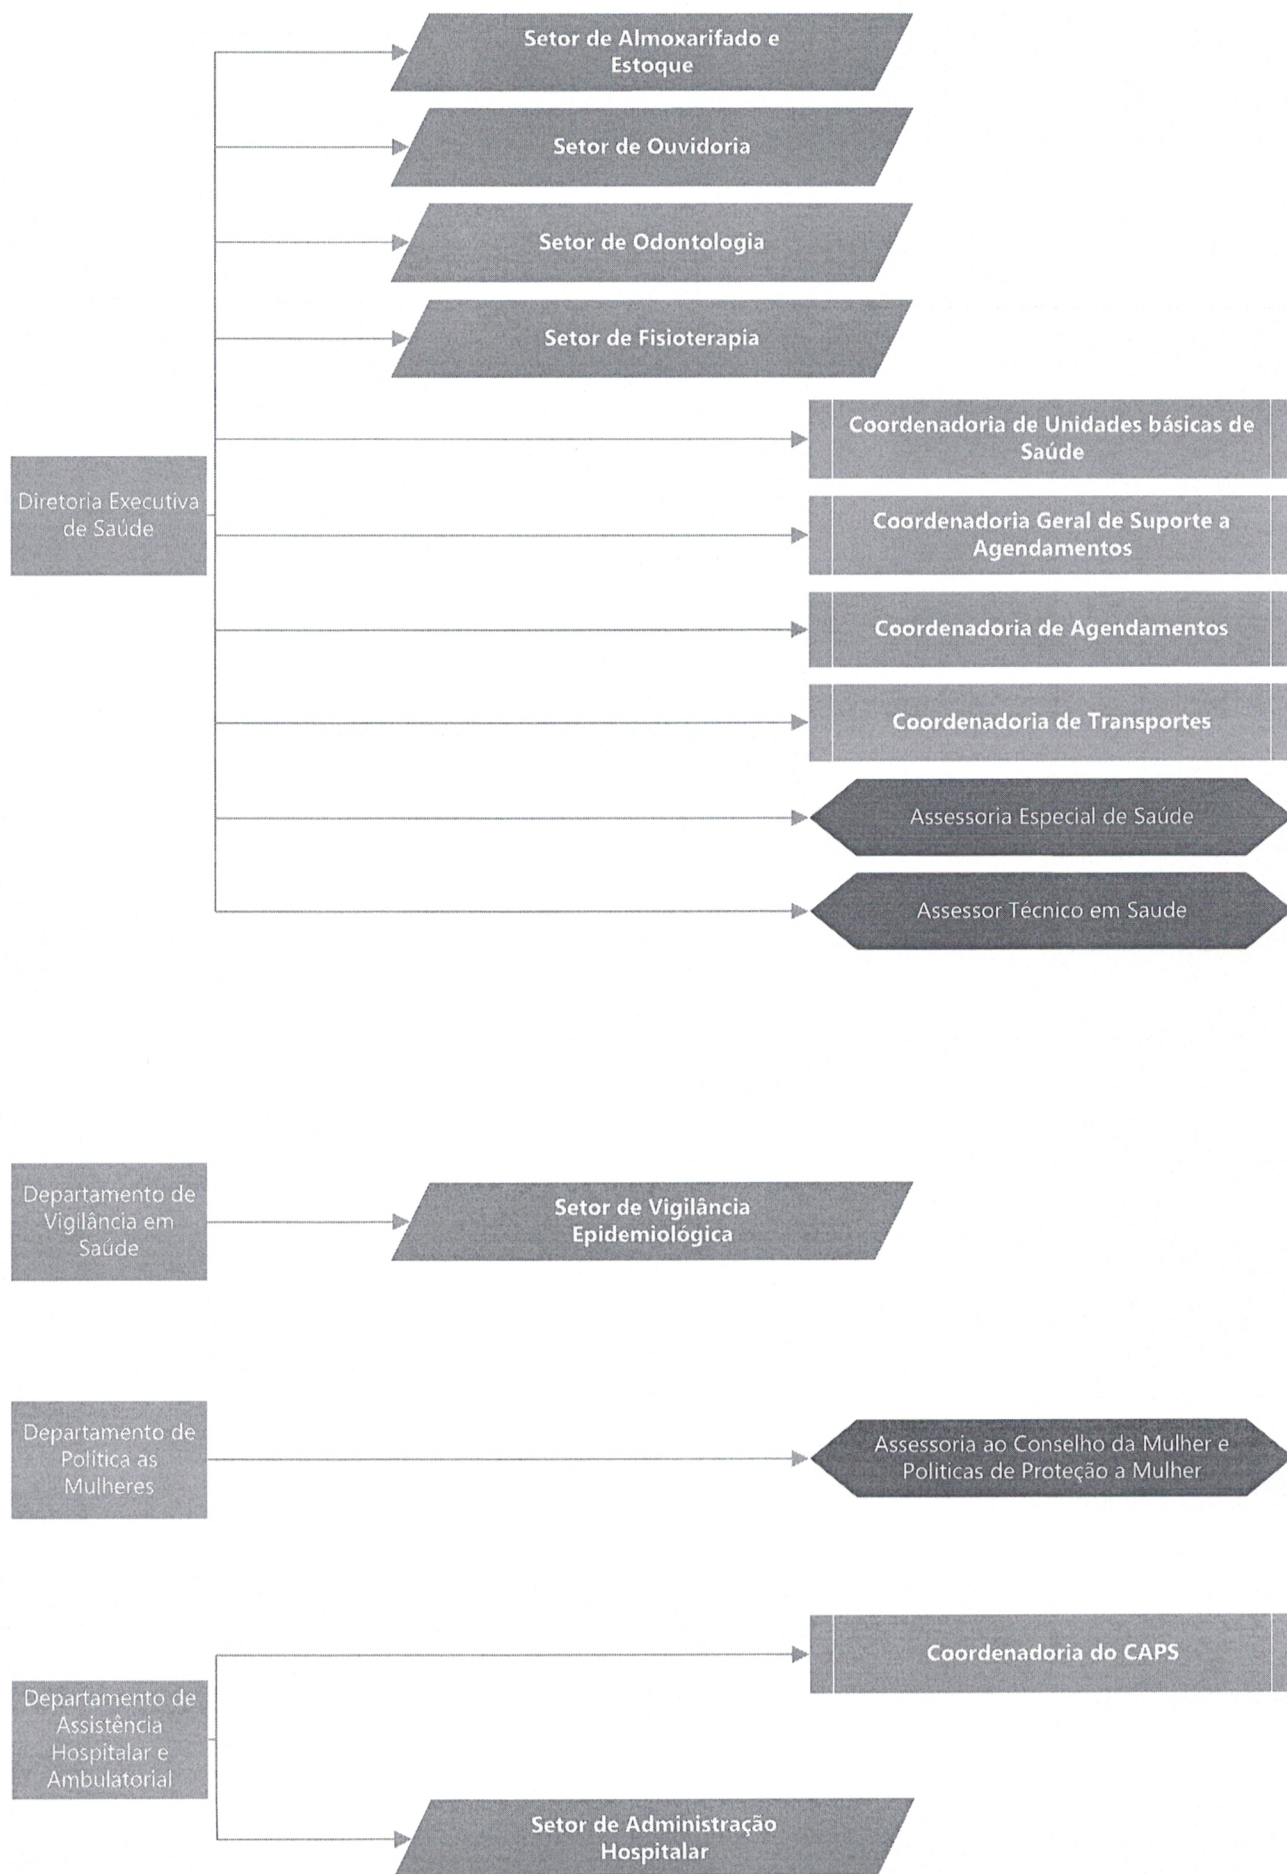 Setor de Almoxarifado e
Estoque
Setor de Ouvidoria
Setor de Odontologia
Setor de Fisioterapia
Coordenadoria de Unidades básicas de
Saúde
Diretoria Executiva
de Saúde
Coordenadoria Geral de Suporte a
Agendamentos
Coordenadoria de Agendamentos
Coordenadoria de Transportes
Assessoria Especial de Saúde
Assessor Técnico em Saude
Departamento de
Vigilância em
Saúde
Setor de Vigilância
Epidemiológica
Departamento de
Política as
Mulheres
Assessoria ao Conselho da Mulher e
Politicas de Proteção a Mulher
Coordenadoria do CAPS
Departamento de
Assistência
Hospitalar e
Ambulatorial
Setor de Administração
Hospitalar